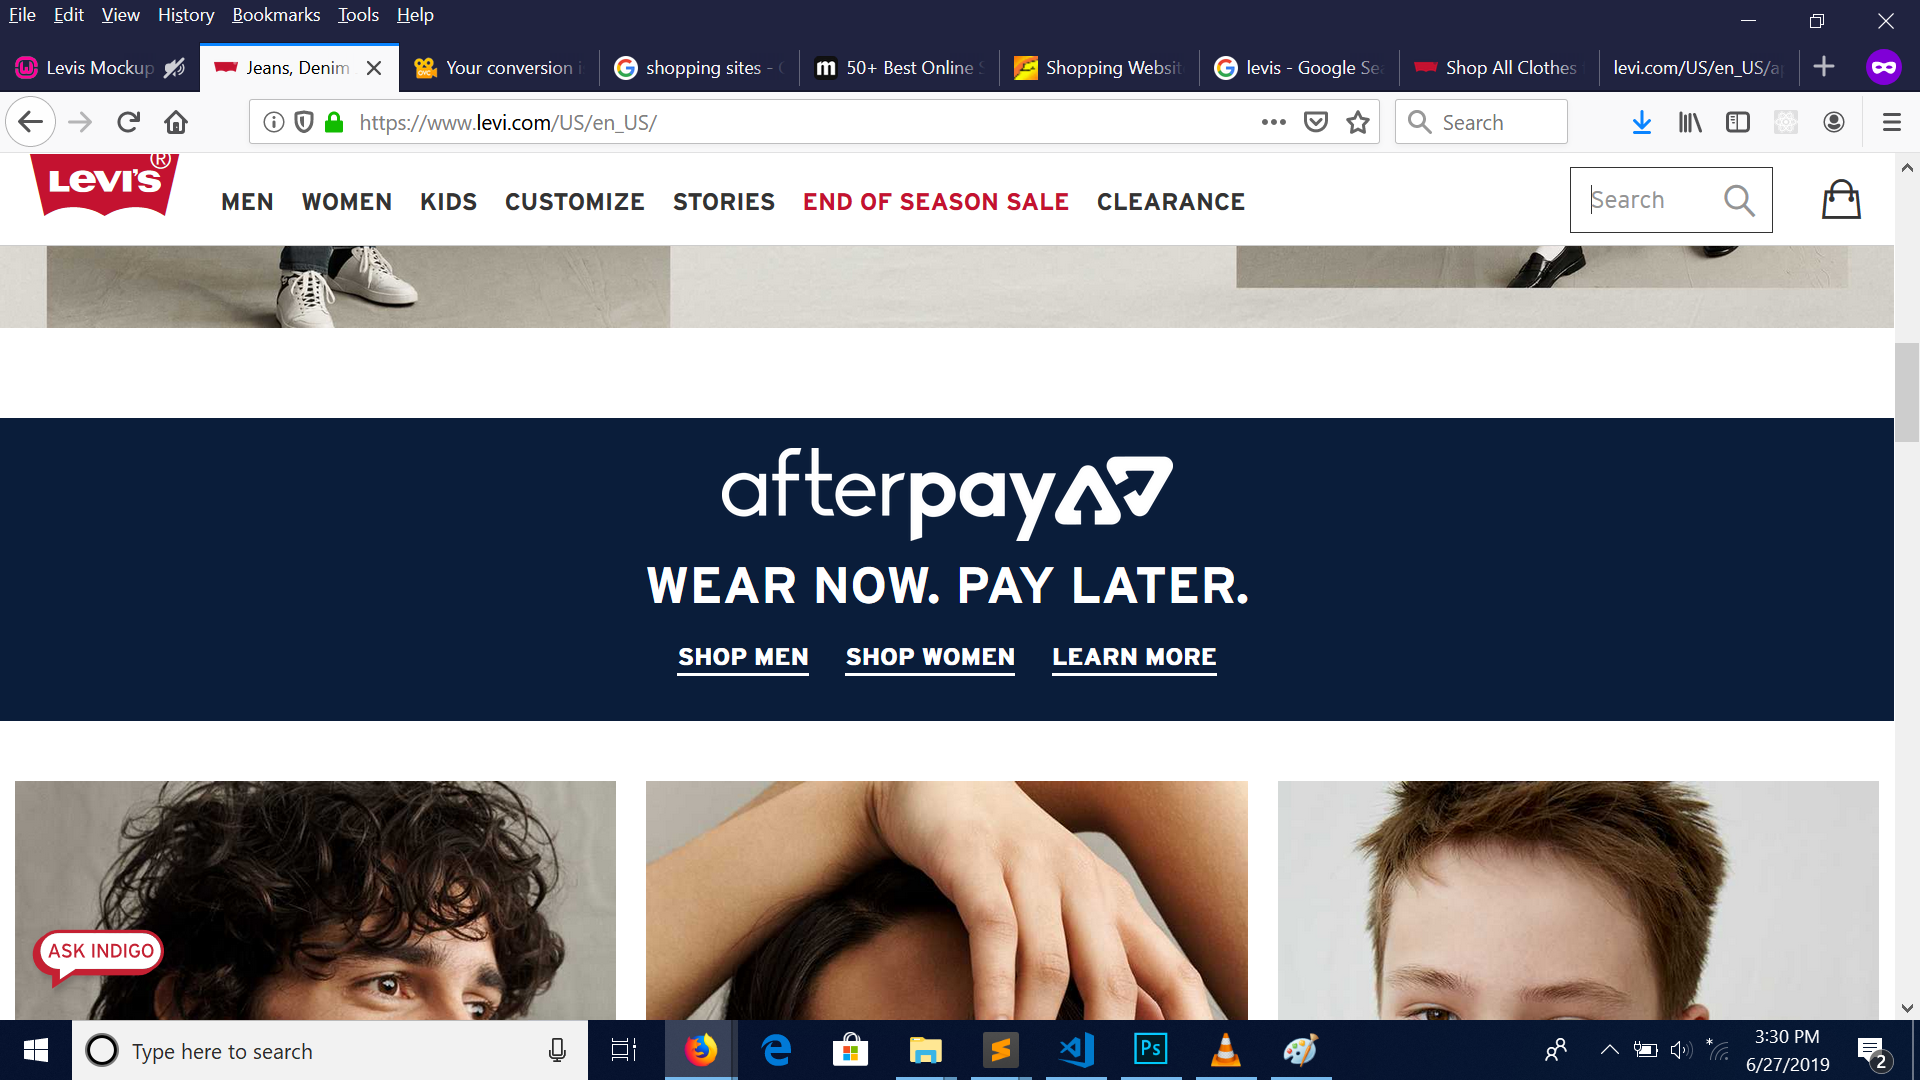 File Edit View History Bookmarks Tools Help
Levis Mockup
Jeans, Denim
Your conversion i
shopping sites -
50+ Best Online
Shopping Websit
levis - Google Se
Shop All Clothes
levi.com/US/en_US/a
https://www.levi.com/US/en_US/
Search
LEVI'S®
MEN WOMEN KIDS CUSTOMIZE STORIES END OF SEASON SALE CLEARANCE
Search
afterpay
WEAR NOW. PAY LATER.
SHOP MEN SHOP WOMEN LEARN MORE
ASK INDIGO
Type here to search
Ps
3:30 PM
6/27/2019
2